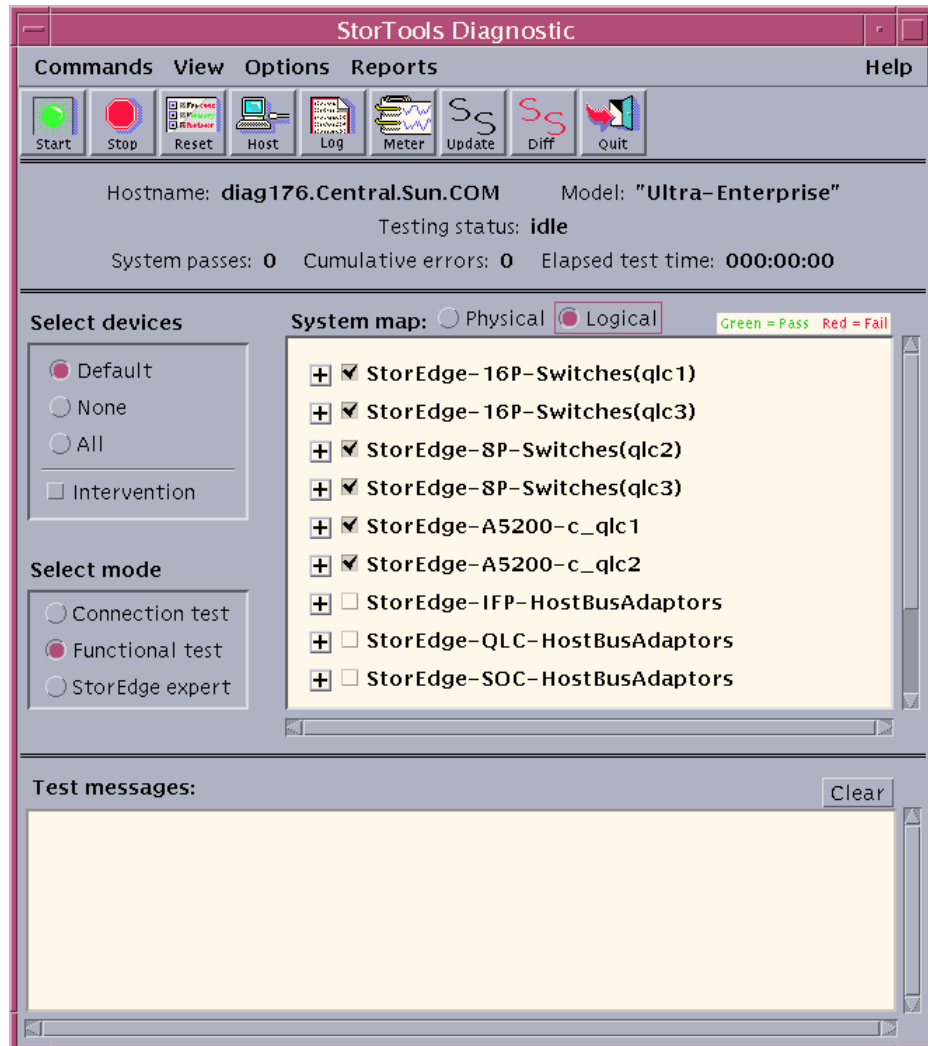 StorTools Diagnostic
Commands View Options Reports Help
Start Stop Reset Host Log Meter Update Diff Quit
Hostname: diag176.Central.Sun.COM Model: "Ultra-Enterprise"
Testing status: idle
System passes: 0 Cumulative errors: 0 Elapsed test time: 000:00:00
Select devices
Default
None
All
Intervention
Select mode
Connection test
Functional test
StorEdge expert
System map: Physical Logical Green = Pass Red = Fail
StorEdge-16P-Switches(qlc1)
StorEdge-16P-Switches(qlc3)
StorEdge-8P-Switches(qlc2)
StorEdge-8P-Switches(qlc3)
StorEdge-A5200-c_qlc1
StorEdge-A5200-c_qlc2
StorEdge-IFP-HostBusAdaptors
StorEdge-QLC-HostBusAdaptors
StorEdge-SOC-HostBusAdaptors
Test messages: Clear